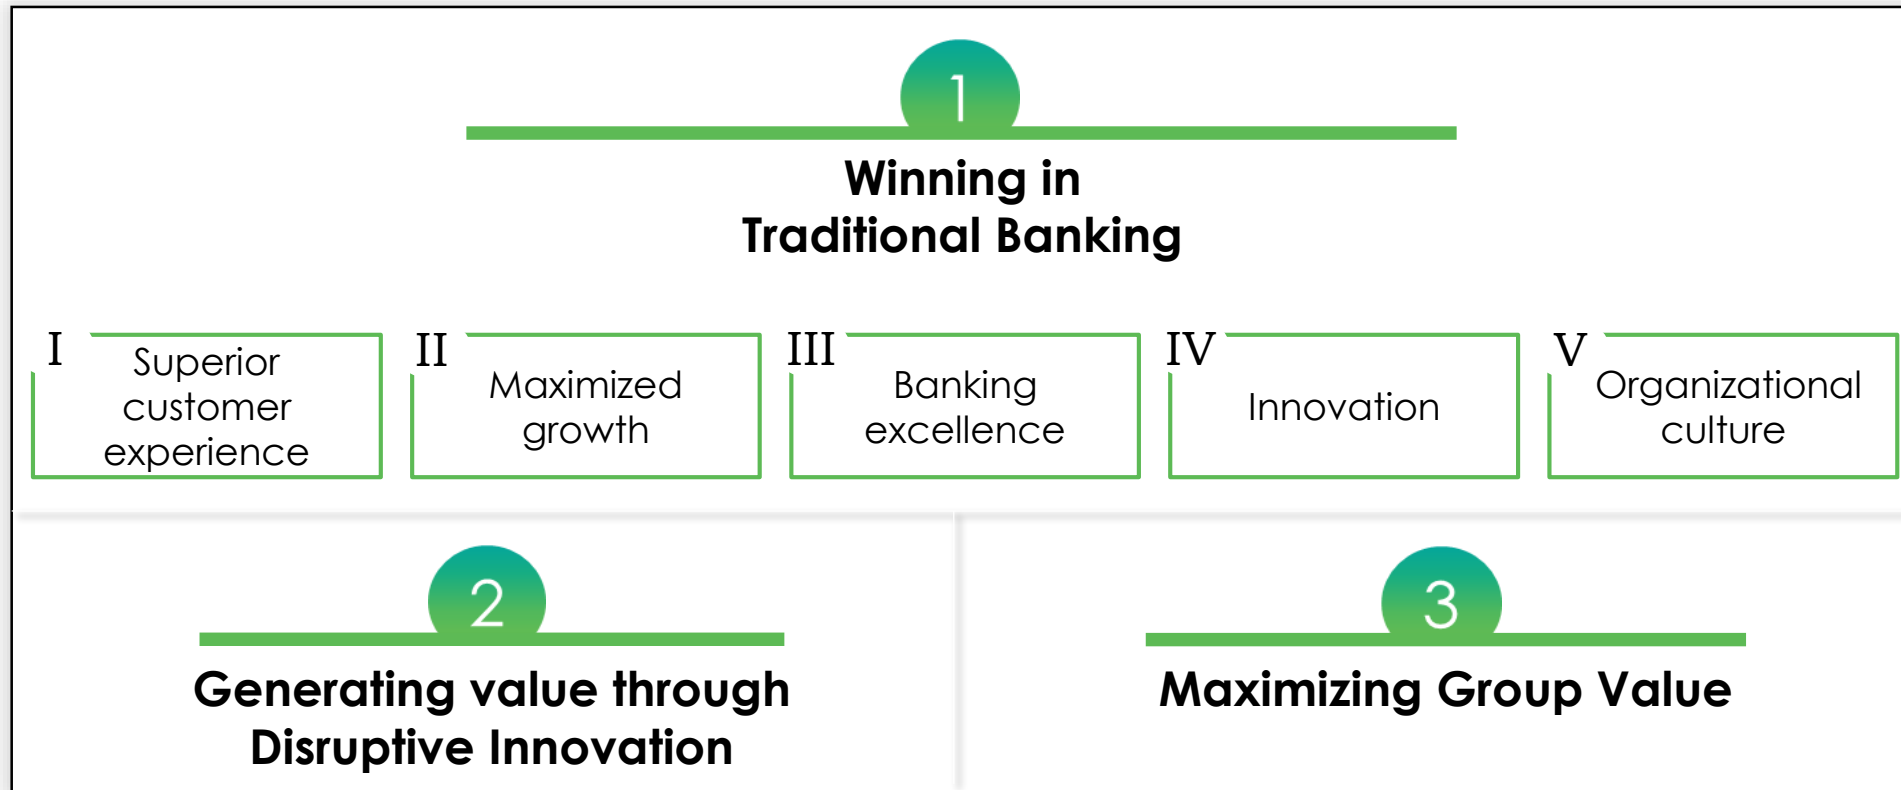 1
Winning in
Traditional Banking
I
Superior
customer
experience
II
Maximized
growth
III
Banking
excellence
IV
Innovation
V
Organizational
culture
2
Generating value through
Disruptive Innovation
3
Maximizing Group Value